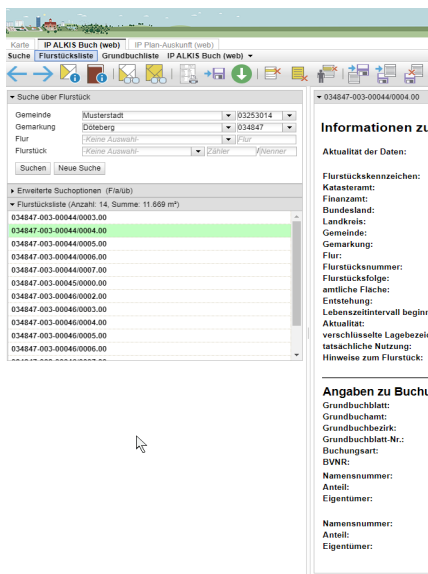 Karte IP ALKIS Buch (web) IP Plan-Auskunft (web)
Suche Flurstücksliste Grundbuchliste IP ALKIS Buch (web)
Suche über Flurstück
Gemeinde Musterstadt 03253014
Gemarkung Döteberg 034847
Flur -Keine Auswahl- Flur
Flurstück -Keine Auswahl- Zähler /Nenner
Suchen Neue Suche
Erweiterte Suchoptionen (F/a/üb)
Flurstücksliste (Anzahl: 14, Summe: 11.669 m²)
034847-003-00044/0003.00
034847-003-00044/0004.00
034847-003-00044/0005.00
034847-003-00044/0006.00
034847-003-00044/0007.00
034847-003-00045/0000.00
034847-003-00046/0002.00
034847-003-00046/0003.00
034847-003-00046/0004.00
034847-003-00046/0005.00
034847-003-00046/0006.00
034847-003-00044/0004.00
Informationen zu
Aktualität der Daten:
Flurstückskennzeichen:
Katasteramt:
Finanzamt:
Bundesland:
Landkreis:
Gemeinde:
Gemarkung:
Flur:
Flurstücksnummer:
Flurstücksfolge:
amtliche Fläche:
Entstehung:
Lebenszeitintervall beginn
Aktualität:
verschlüsselte Lagebezei
tatsächliche Nutzung:
Hinweise zum Flurstück:
Angaben zu Buchu
Grundbuchblatt:
Grundbuchamt:
Grundbuchbezirk:
Grundbuchblatt-Nr.:
Buchungsart:
BVNR:
Namensnummer:
Anteil:
Eigentümer:
Namensnummer:
Anteil:
Eigentümer: